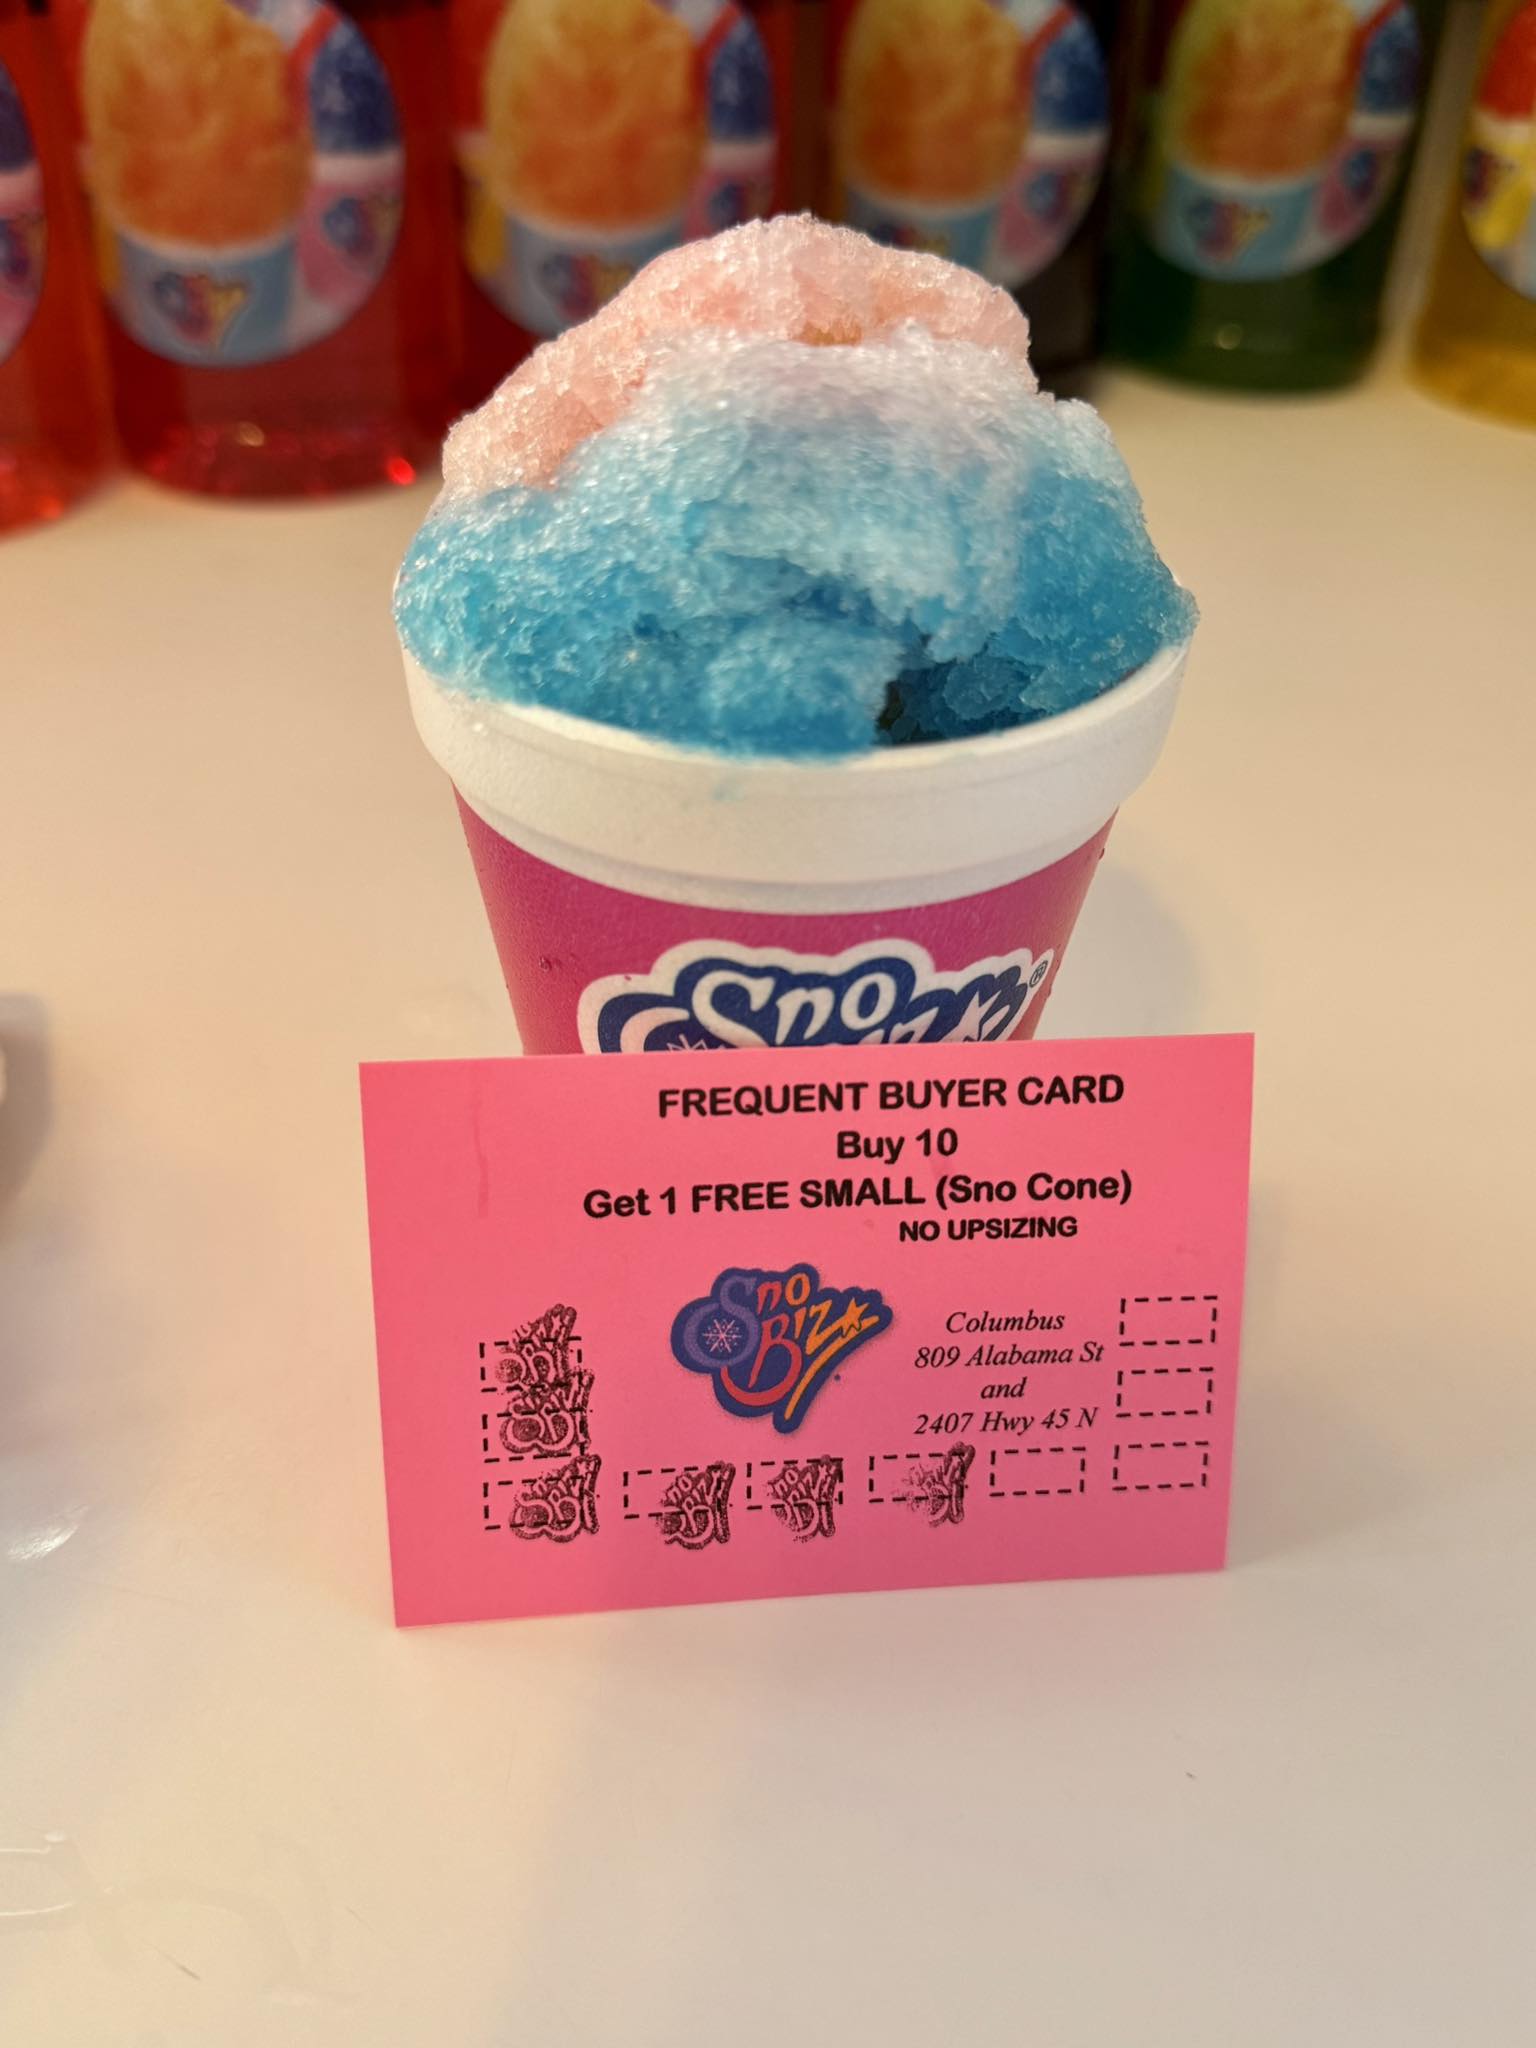 Sno
Biz
®
FREQUENT BUYER CARD
Buy 10
Get 1 FREE SMALL (Sno Cone)
NO UPSIZING
Sno
Biz
Columbus
809 Alabama St
and
2407 Hwy 45 N